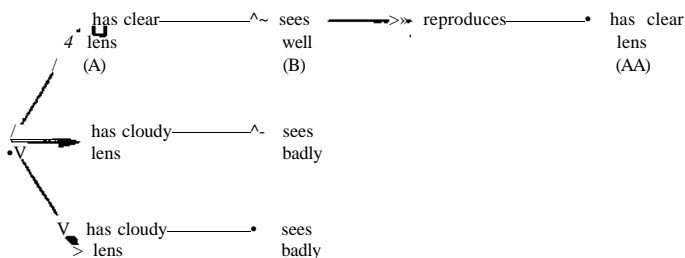 has clear sees reproduces has clear
lens well lens
(A) (B) (AA)
has cloudy sees
lens badly
has cloudy sees
lens badly